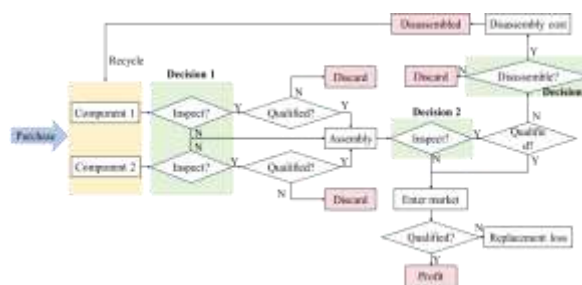 Disassembled
Disassembly cost
Recycle
Y
Decision 1
Discard
N
Disassemble?
Discard
N
Decision
Component 1
Inspect?
Y
Qualified?
Y
Decision 2
N
N
Purchase
Assembly
Inspect?
Y
Qualifie
d?
N
Component 2
Inspect?
Y
Qualified?
Y
N
Y
N
Discard
Enter market
Qualified?
N
Replacement loss
Y
Profit